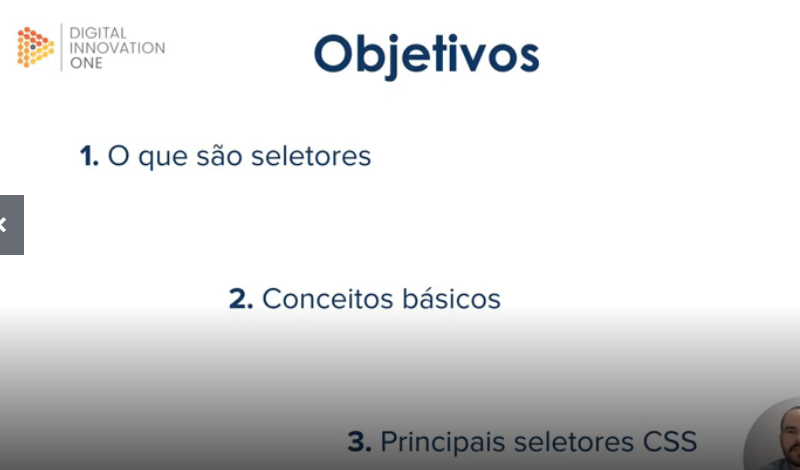 DIGITAL
INNOVATION
ONE
Objetivos
1. O que são seletores
2. Conceitos básicos
3. Principais seletores CSS